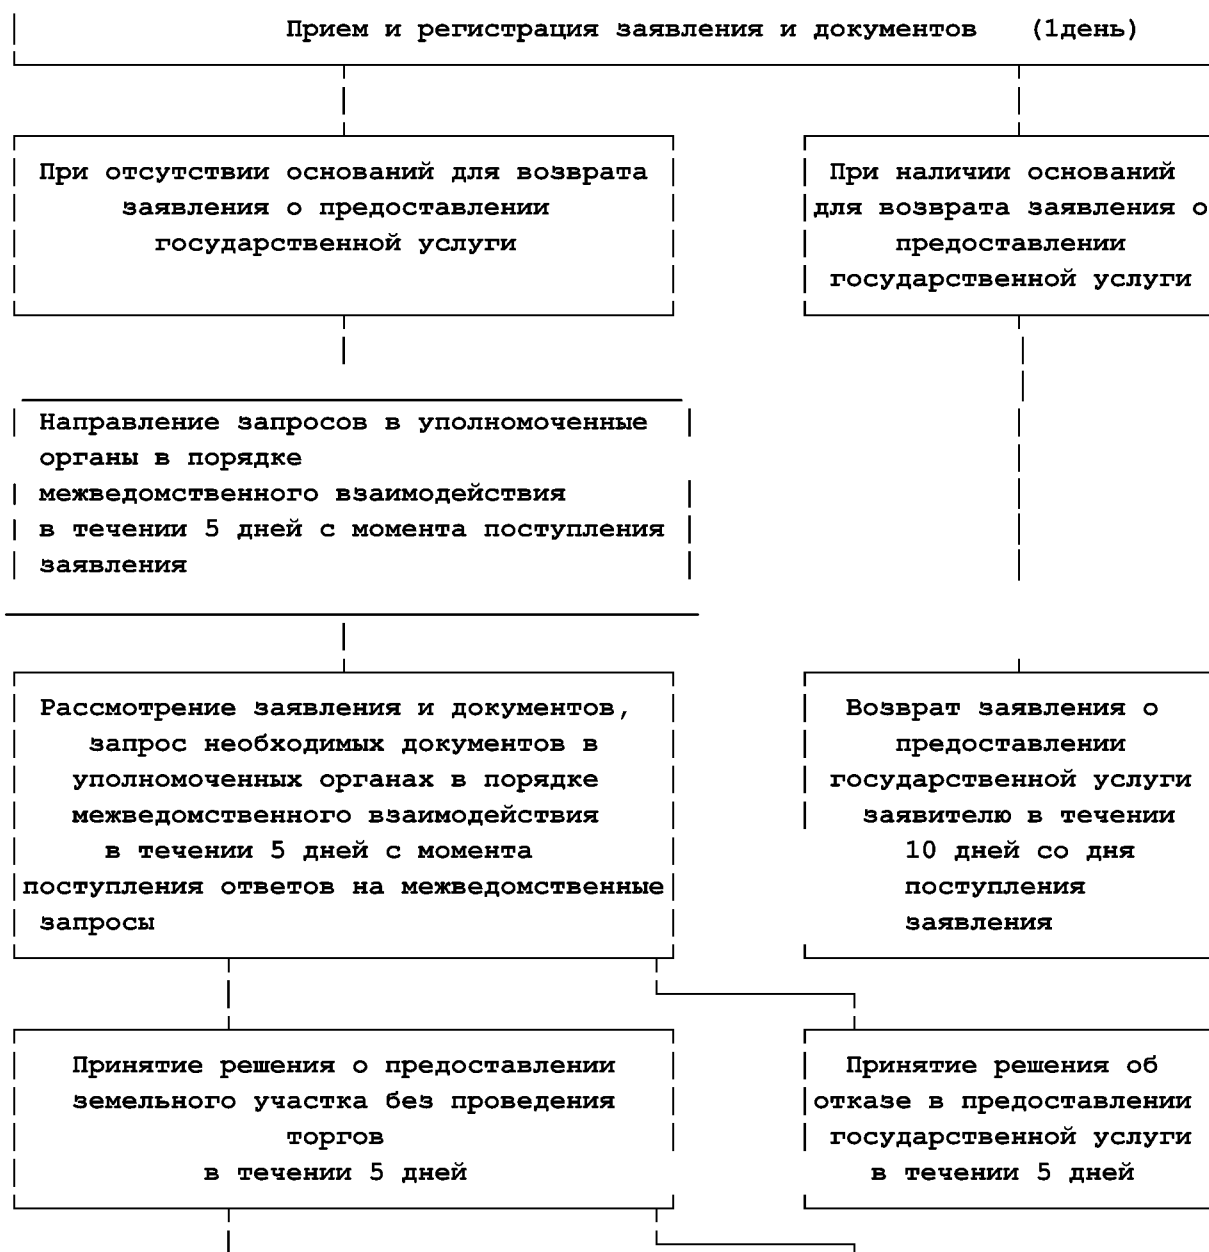 Прием и регистрация заявления и документов (1день)
При отсутствии оснований для возврата
заявления о предоставлении
государственной услуги
При наличии оснований
для возврата заявления о
предоставлении
государственной услуги
Направление запросов в уполномоченные
органы в порядке
межведомственного взаимодействия
в течении 5 дней с момента поступления
заявления
Рассмотрение заявления и документов,
запрос необходимых документов в
уполномоченных органах в порядке
межведомственного взаимодействия
в течении 5 дней с момента
поступления ответов на межведомственные
запросы
Возврат заявления о
предоставлении
государственной услуги
заявителю в течении
10 дней со дня
поступления
заявления
Принятие решения о предоставлении
земельного участка без проведения
торгов
в течении 5 дней
Принятие решения об
отказе в предоставлении
государственной услуги
в течении 5 дней